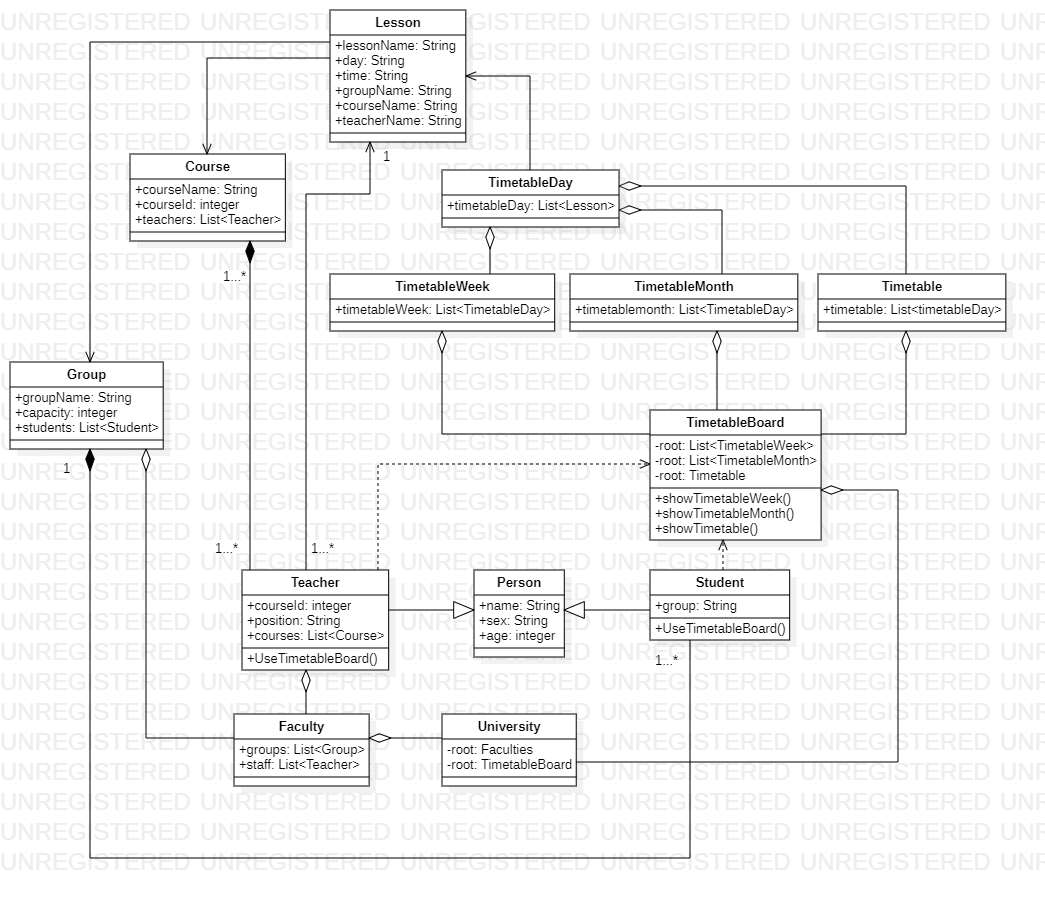 Lesson
+lessonName: String
+day: String
+time: String
+groupName: String
+courseName: String
+teacherName: String
1
Course
+courseName: String
+courseId: integer
+teachers: List<Teacher>
1...*
TimetableDay
+timetableDay: List<Lesson>
TimetableWeek
+timetableWeek: List<TimetableDay>
TimetableMonth
+timetablemonth: List<TimetableDay>
Timetable
+timetable: List<timetableDay>
Group
+groupName: String
+capacity: integer
+students: List<Student>
1
TimetableBoard
-root: List<TimetableWeek>
-root: List<TimetableMonth>
-root: Timetable
+showTimetableWeek()
+showTimetableMonth()
+showTimetable()
1...*
1...*
Teacher
+courseId: integer
+position: String
+courses: List<Course>
+UseTimetableBoard()
Person
+name: String
+sex: String
+age: integer
Student
+group: String
+UseTimetableBoard()
1...*
Faculty
+groups: List<Group>
+staff: List<Teacher>
University
-root: Faculties
-root: TimetableBoard
UNREGISTERED UNREGISTERED UNREGISTERED UNREGISTERED UNREGISTERED UNR